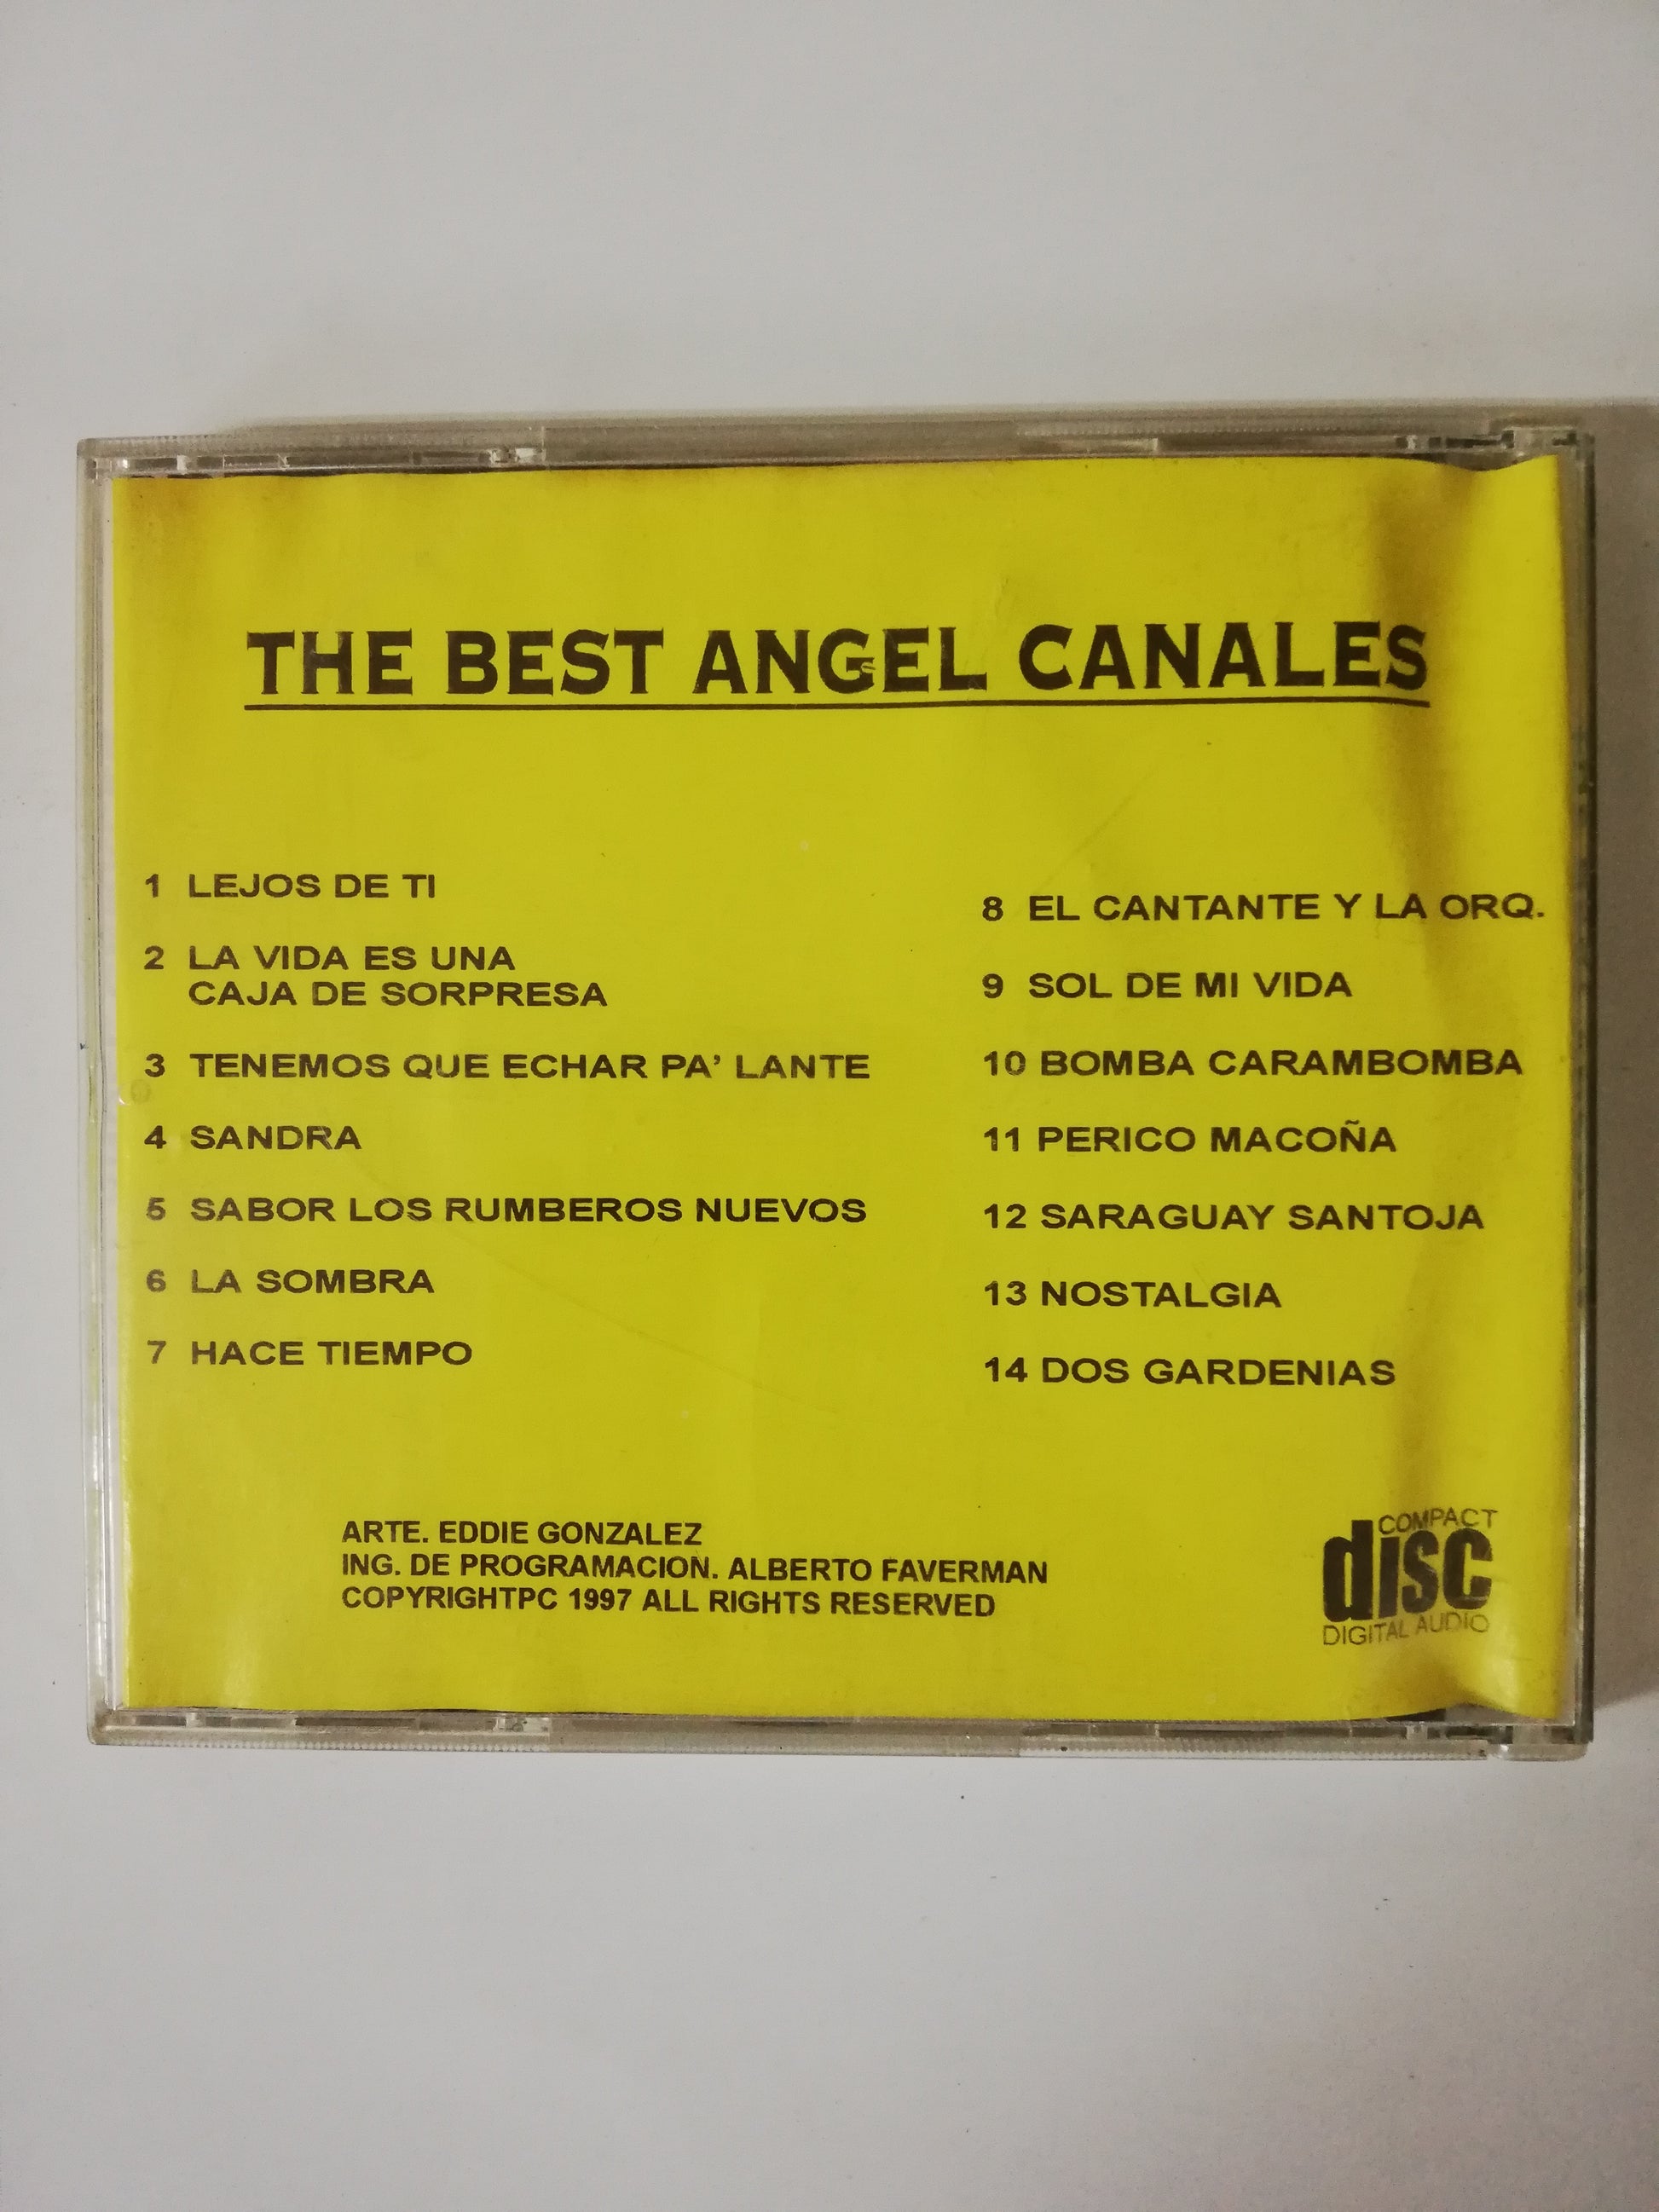 THE BEST ANGEL CANALES
1 LEJOS DE TI
2 LA VIDA ES UNA
CAJA DE SORPRESA
3 TENEMOS QUE ECHAR PA' LANTE
4 SANDRA
5 SABOR LOS RUMBEROS NUEVOS
6 LA SOMBRA
7 HACE TIEMPO
8 EL CANTANTE Y LA ORQ.
9 SOL DE MI VIDA
10 BOMBA CARAMBOMBA
11 PERICO MACOÑA
12 SARAGUAY SANTOJA
13 NOSTALGIA
14 DOS GARDENIAS
ARTE. EDDIE GONZALEZ
ING. DE PROGRAMACION. ALBERTO FAVERMAN
COPYRIGHTPC 1997 ALL RIGHTS RESERVED
COMPACT
disc
DIGITAL AUDIO